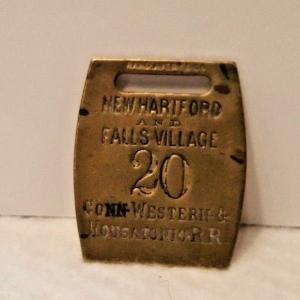 NEW HARTFORD
AND
FALLS VILLAGE
20
CONN-WESTERN-&
HOUSATONIC-R R